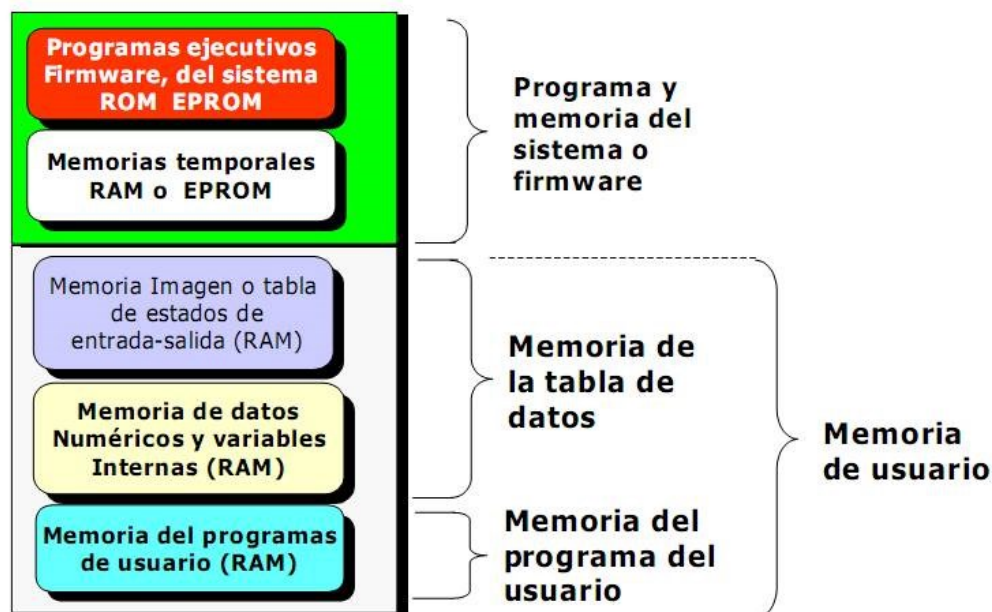 Programas ejecutivos
Firmware, del sistema
ROM EPROM
Memorias temporales
RAM o EPROM
Programa y
memoria del
sistema o
firmware
Memoria Imagen o tabla
de estados de
entrada-salida (RAM)
Memoria de datos
Numéricos y variables
Internas (RAM)
Memoria de
la tabla de
datos
Memoria del programas
de usuario (RAM)
Memoria del
programa del
usuario
Memoria
de usuario